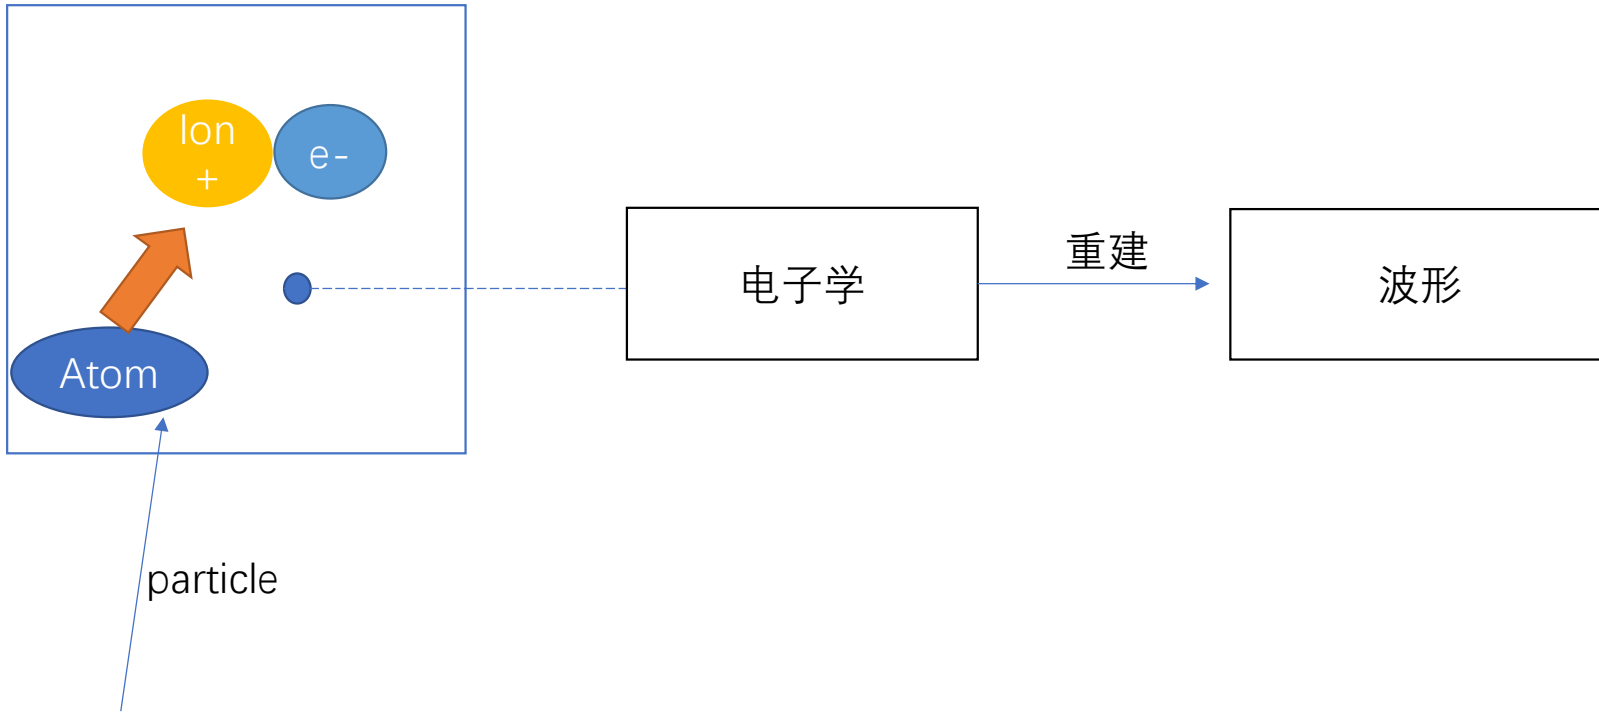 Ion
+
e-
Atom
particle
电子学
重建
波形